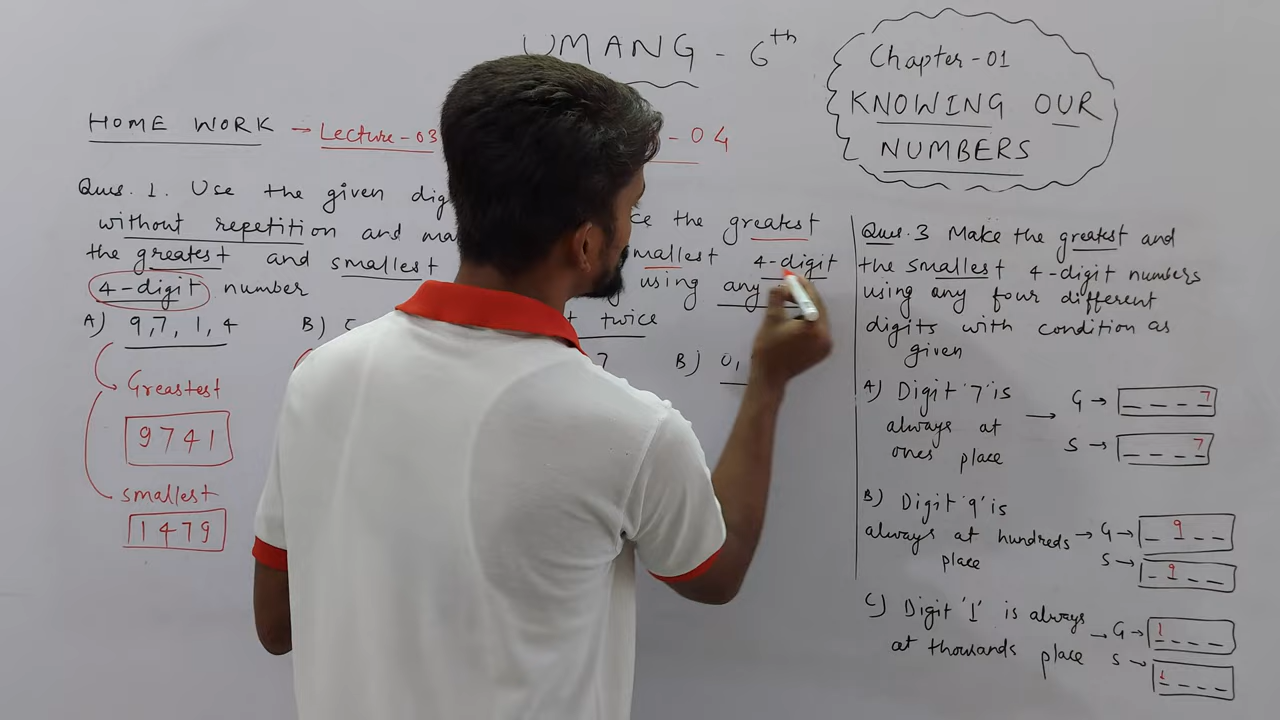 UMANG - 6th
Chapter-01
KNOWING OUR
NUMBERS
HOME WORK → Lecture-03 - 04
Ques. 1. Use the given
without repetition and
the greatest and smallest
4-digit number
A) 9,7, 1, 4
B)
Greastest
9741
smallest
1479
the greatest
smallest 4-digit
using any
twice
7
B) 0,
Ques.3 Make the greatest and
the smallest 4-digit numbers
using any four different
digits with condition as
given
A) Digit '7' is
always at
ones place
→ G → _ _ _ 7
S → _ _ _ 7
B) Digit '9' is
always at hundreds
place
→ G → _ 9 _ _
S → _ 9 _ _
C) Digit '1' is always
at thousands place
→ G → 1 _ _ _
S → 1 _ _ _